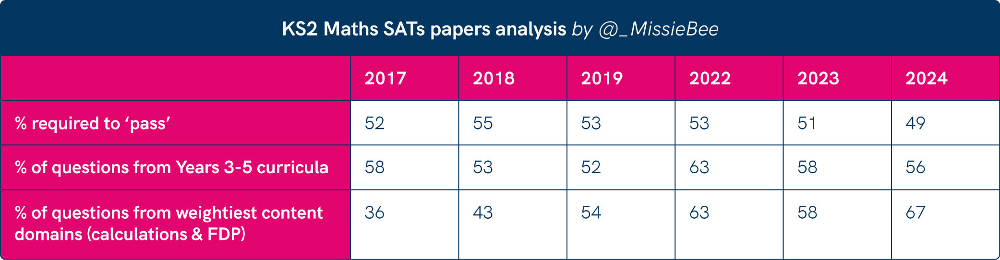 KS2 Maths SATs papers analysis by @_MissieBee
2017 2018 2019 2022 2023 2024
% required to ‘pass’ 52 55 53 53 51 49
% of questions from Years 3-5 curricula 58 53 52 63 58 56
% of questions from weightiest content 36 43 54 63 58 67
domains (calculations & FDP)